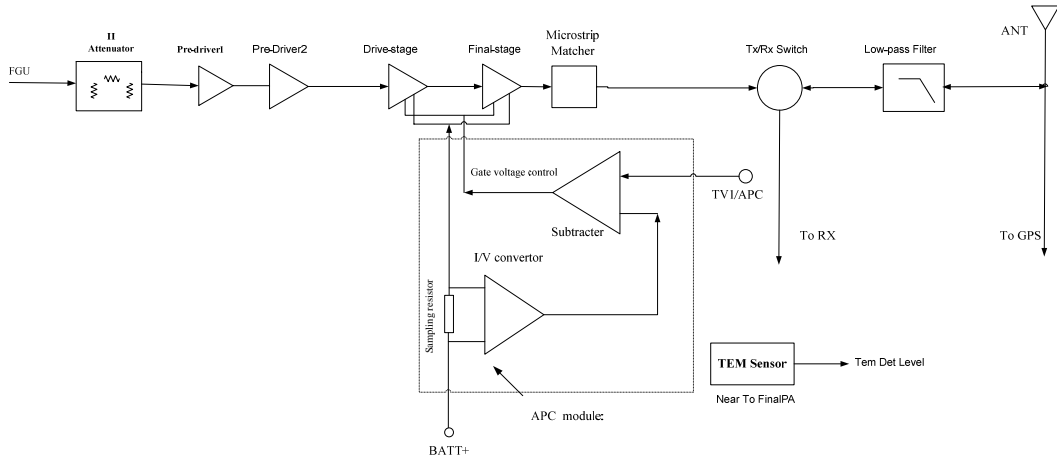 II
Attenuator
FGU
Pre-driver1
Pre-Driver2
Drive-stage
Final-stage
Microstrip
Matcher
Tx/Rx Switch
Low-pass Filter
ANT
Gate voltage control
TV1/APC
Subtracter
To RX
To GPS
I/V convertor
Sampling resistor
TEM Sensor
Tem Det Level
Near To FinalPA
APC module:
BATT+